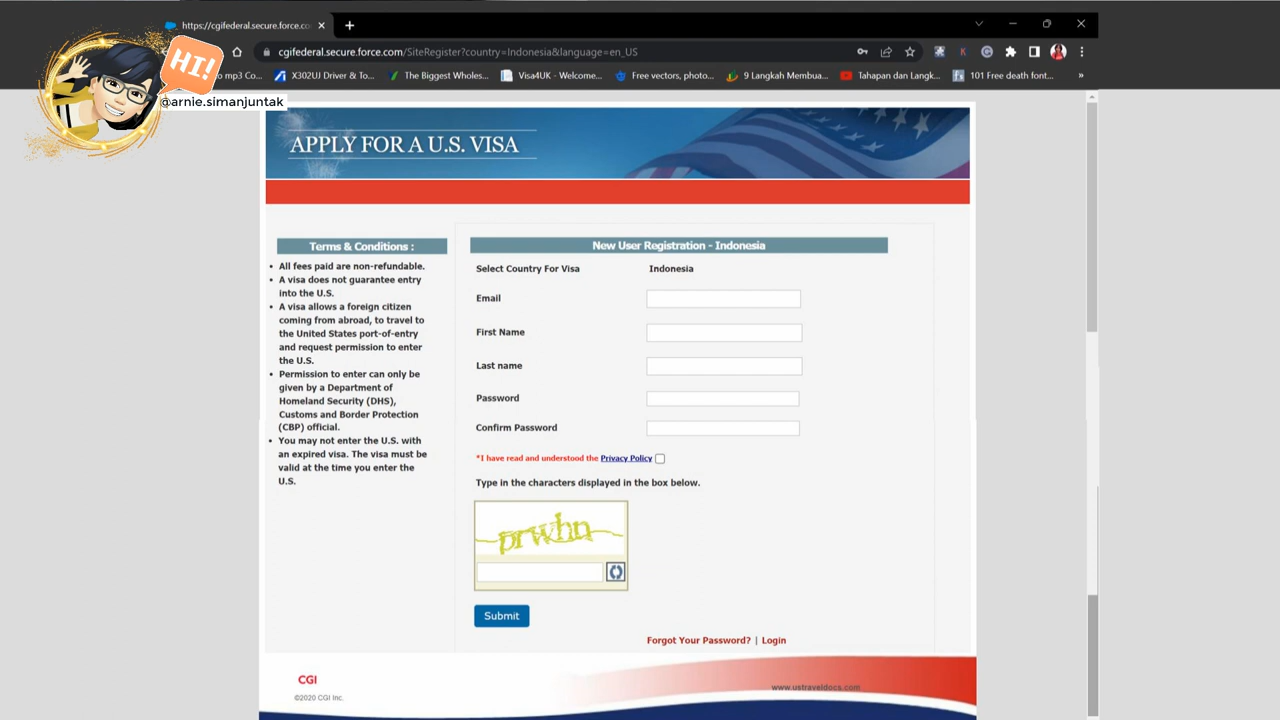 https://cgifederal.secure.force.co
HI!
cgifederal.secure.force.com/SiteRegister?country=Indonesia&language=en_US
mp3 Co...
X302UJ Driver & To...
The Biggest Wholes...
Visa4UK - Welcome...
Free vectors, photo...
9 Langkah Membua...
Tahapan dan Langk...
101 Free death font...
»
@arnie.simanjuntak
APPLY FOR A U.S. VISA
Terms & Conditions :
• All fees paid are non-refundable.
• A visa does not guarantee entry
into the U.S.
• A visa allows a foreign citizen
coming from abroad, to travel to
the United States port-of-entry
and request permission to enter
the U.S.
• Permission to enter can only be
given by a Department of
Homeland Security (DHS),
Customs and Border Protection
(CBP) official.
• You may not enter the U.S. with
an expired visa. The visa must be
valid at the time you enter the
U.S.
New User Registration - Indonesia
Select Country For Visa Indonesia
Email
First Name
Last name
Password
Confirm Password
*I have read and understood the Privacy Policy
Type in the characters displayed in the box below.
prwhn
Submit
Forgot Your Password? | Login
CGI
©2020 CGI Inc.
www.ustraveldocs.com